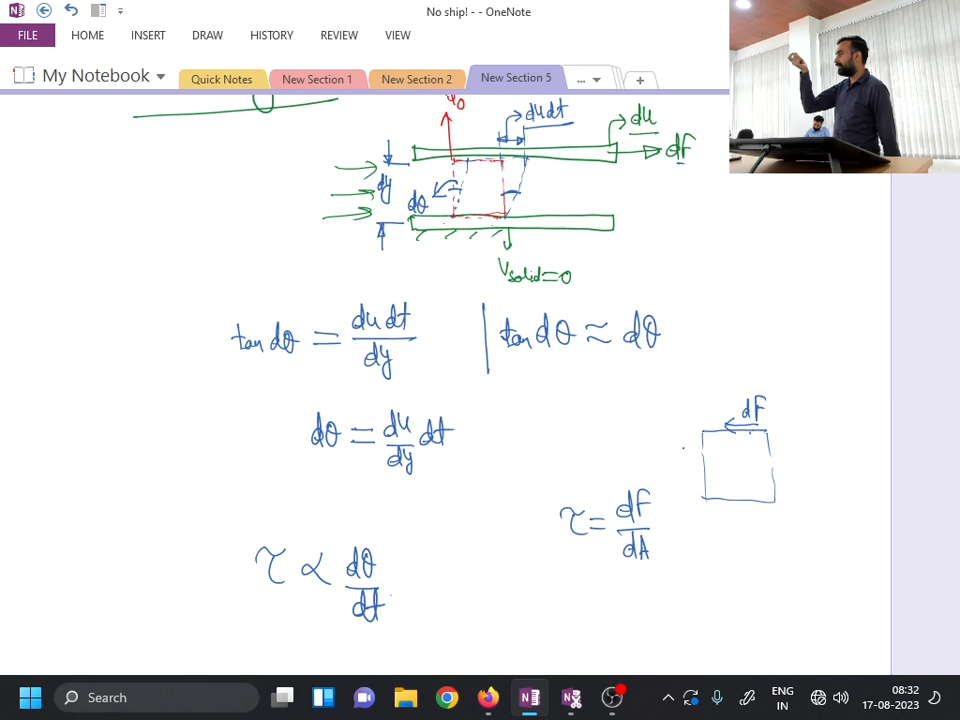 No ship! - - OneNote
FILE HOME INSERT DRAW HISTORY REVIEW VIEW
My Notebook Quick Notes New Section 1 New Section 2 New Section 5 ... +
du dt
du
dF
dy
dθ
Vsolid = 0
tan dθ = du dt / dy | tan dθ ≈ dθ
dθ = du/dy dt
dF
τ = dF/dA
τ ∝ dθ/dt
Search
ENG
IN
08:32
17-08-2023